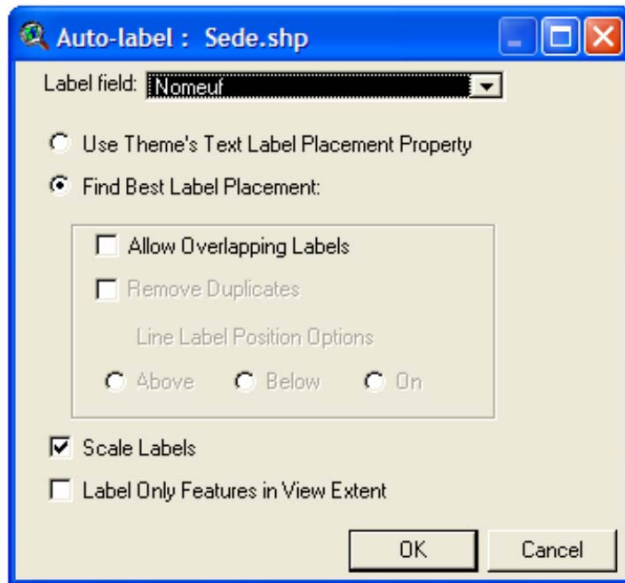 Auto-label : Sede.shp
Label field: Nomeuf
Use Theme's Text Label Placement Property
Find Best Label Placement:
Allow Overlapping Labels
Remove Duplicates
Line Label Position Options
Above Below On
Scale Labels
Label Only Features in View Extent
OK Cancel